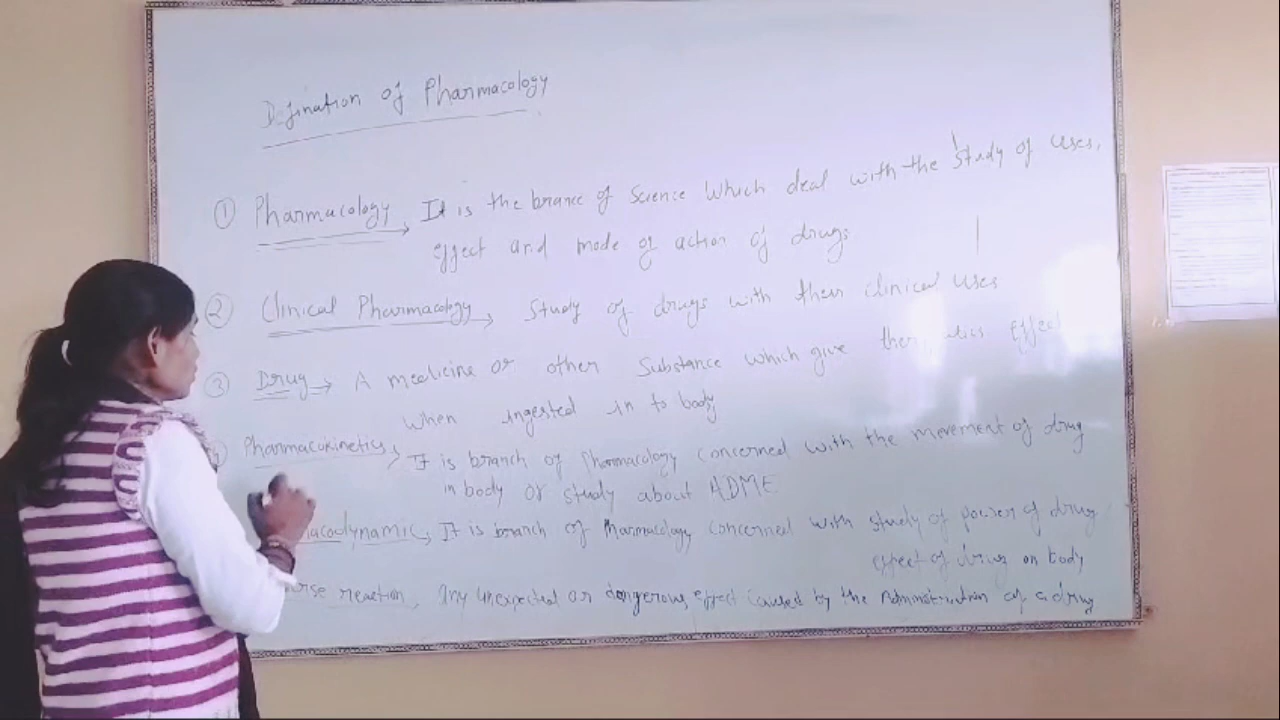 Defination of Pharmacology
① Pharmacology → It is the brance of Science Which deal with the study of uses,
effect and mode of action of drugs
② Clinical Pharmacology → Study of drugs with their clinical uses
③ Drug → A medicine or other Substance which give Effect
When ingested in to body
Pharmacokinetics → It is branch of Pharmacology concerned with the movement of drug
in body or study about ADME
macodynamic → It is branch of Pharmacology concerned with study of power of drug
effect of drug on body
reaction, Any unexpected or dangerous effect caused by the Administration of a drug